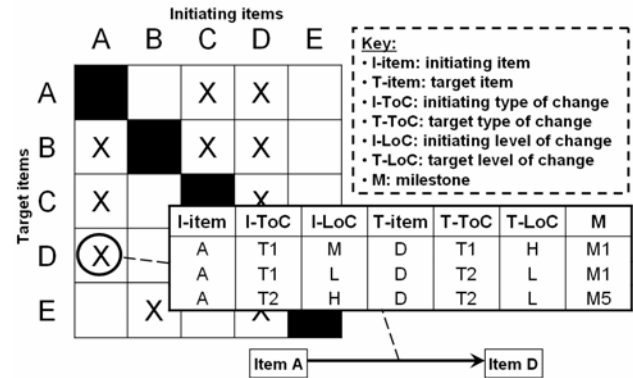 Initiating items
A B C D E
Target items
A X X
B X X X
C X X
D X
E X X
Key:
• I-item: initiating item
• T-item: target item
• I-ToC: initiating type of change
• T-ToC: target type of change
• I-LoC: initiating level of change
• T-LoC: target level of change
• M: milestone
I-item I-ToC I-LoC T-item T-ToC T-LoC M
A T1 M D T1 H M1
A T1 L D T2 L M1
A T2 H D T2 L M5
Item A
Item D